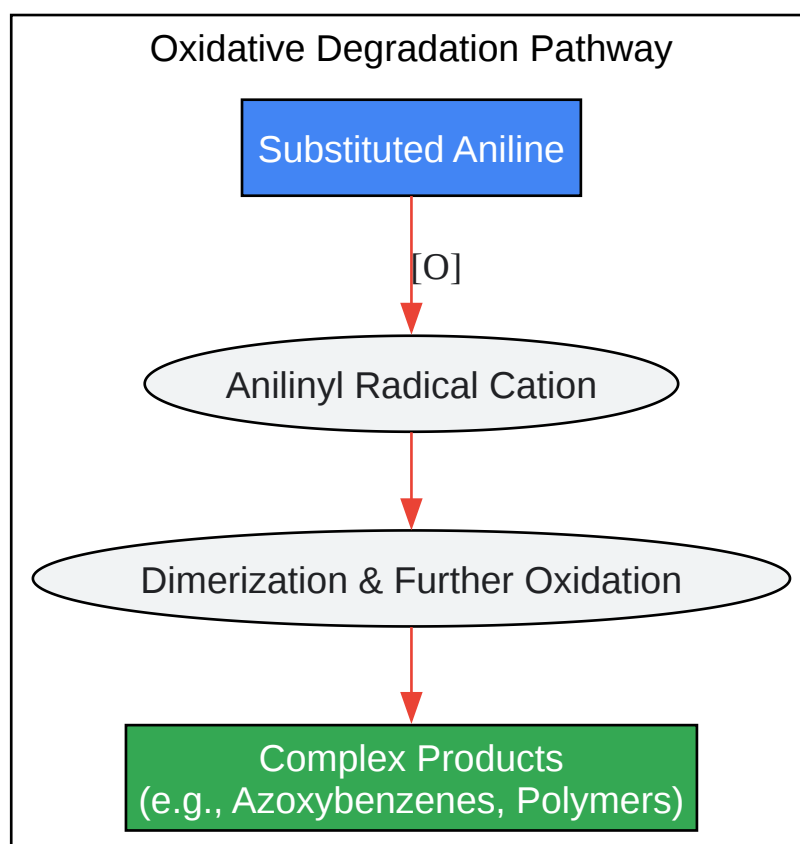 Oxidative Degradation Pathway
Substituted Aniline
[O]
Anilinyl Radical Cation
Dimerization & Further Oxidation
Complex Products
(e.g., Azoxybenzenes, Polymers)